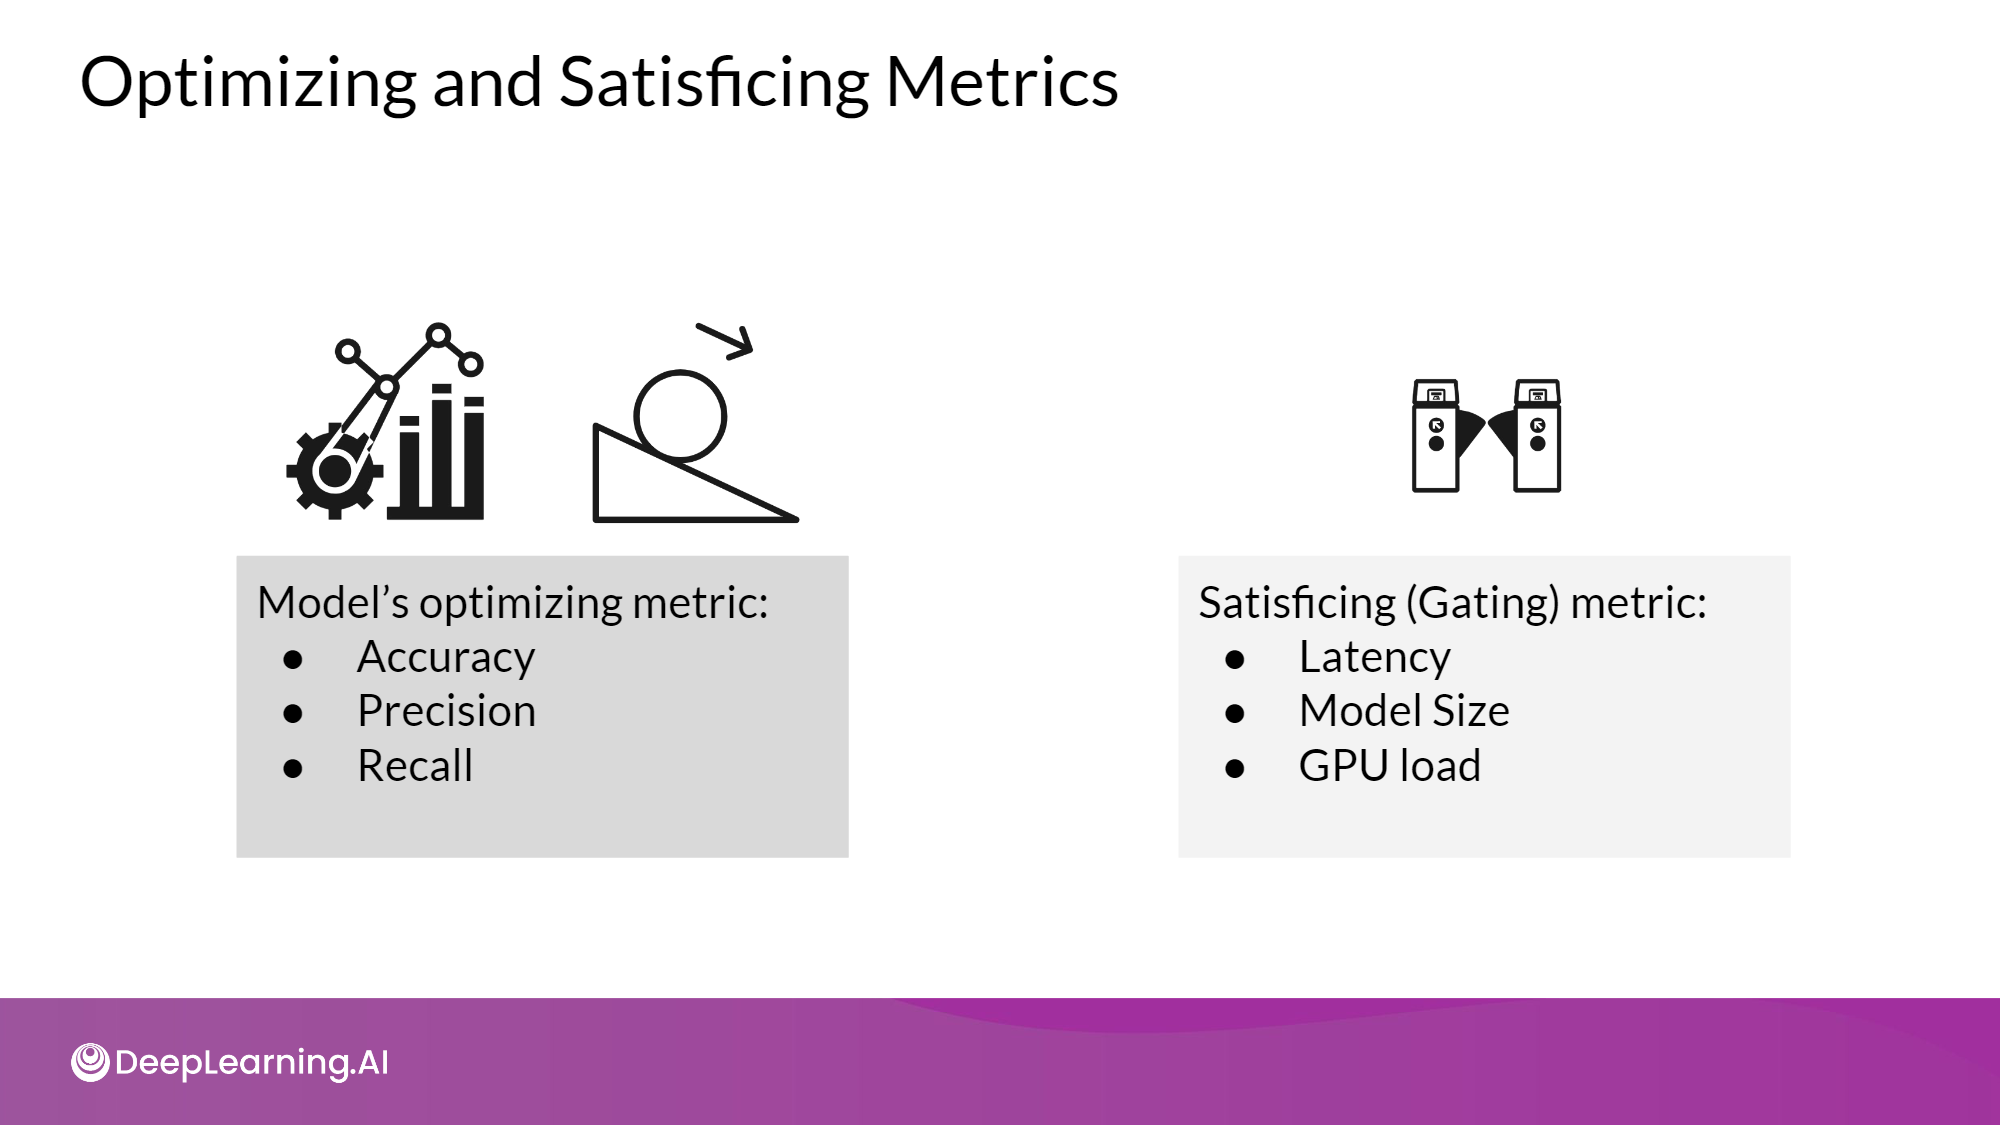 Optimizing and Satisficing Metrics
Model’s optimizing metric:
● Accuracy
● Precision
● Recall
Satisficing (Gating) metric:
● Latency
● Model Size
● GPU load
DeepLearning.AI